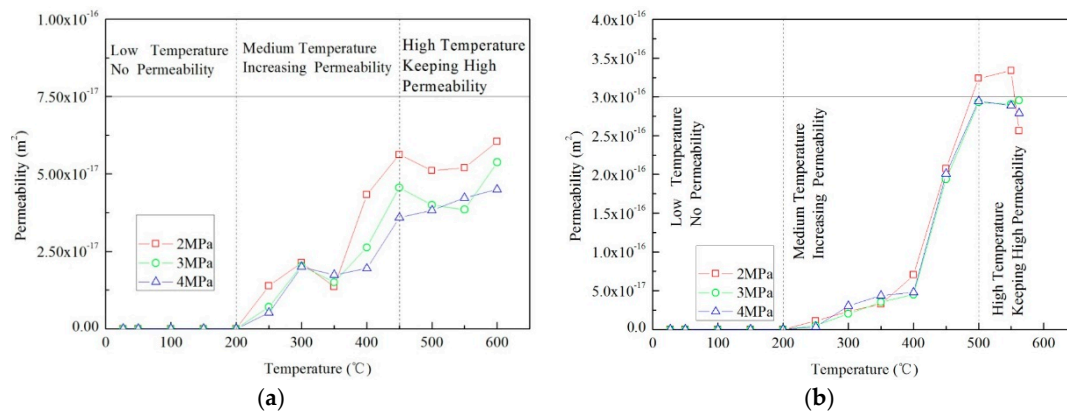 1.00x10⁻¹⁶
7.50x10⁻¹⁷
5.00x10⁻¹⁷
2.50x10⁻¹⁷
0.00
Permeability (m²)
Low Temperature
No Permeability
Medium Temperature
Increasing Permeability
High Temperature
Keeping High
Permeability
2MPa
3MPa
4MPa
0 100 200 300 400 500 600
Temperature (℃)
(a)
4.0x10⁻¹⁶
3.5x10⁻¹⁶
3.0x10⁻¹⁶
2.5x10⁻¹⁶
2.0x10⁻¹⁶
1.5x10⁻¹⁶
1.0x10⁻¹⁶
5.0x10⁻¹⁷
0.0
Permeability (m²)
Low Temperature
No Permeability
Medium Temperature
Increasing Permeability
High Temperature
Keeping High Permeability
2MPa
3MPa
4MPa
0 100 200 300 400 500 600
Temperature (℃)
(b)